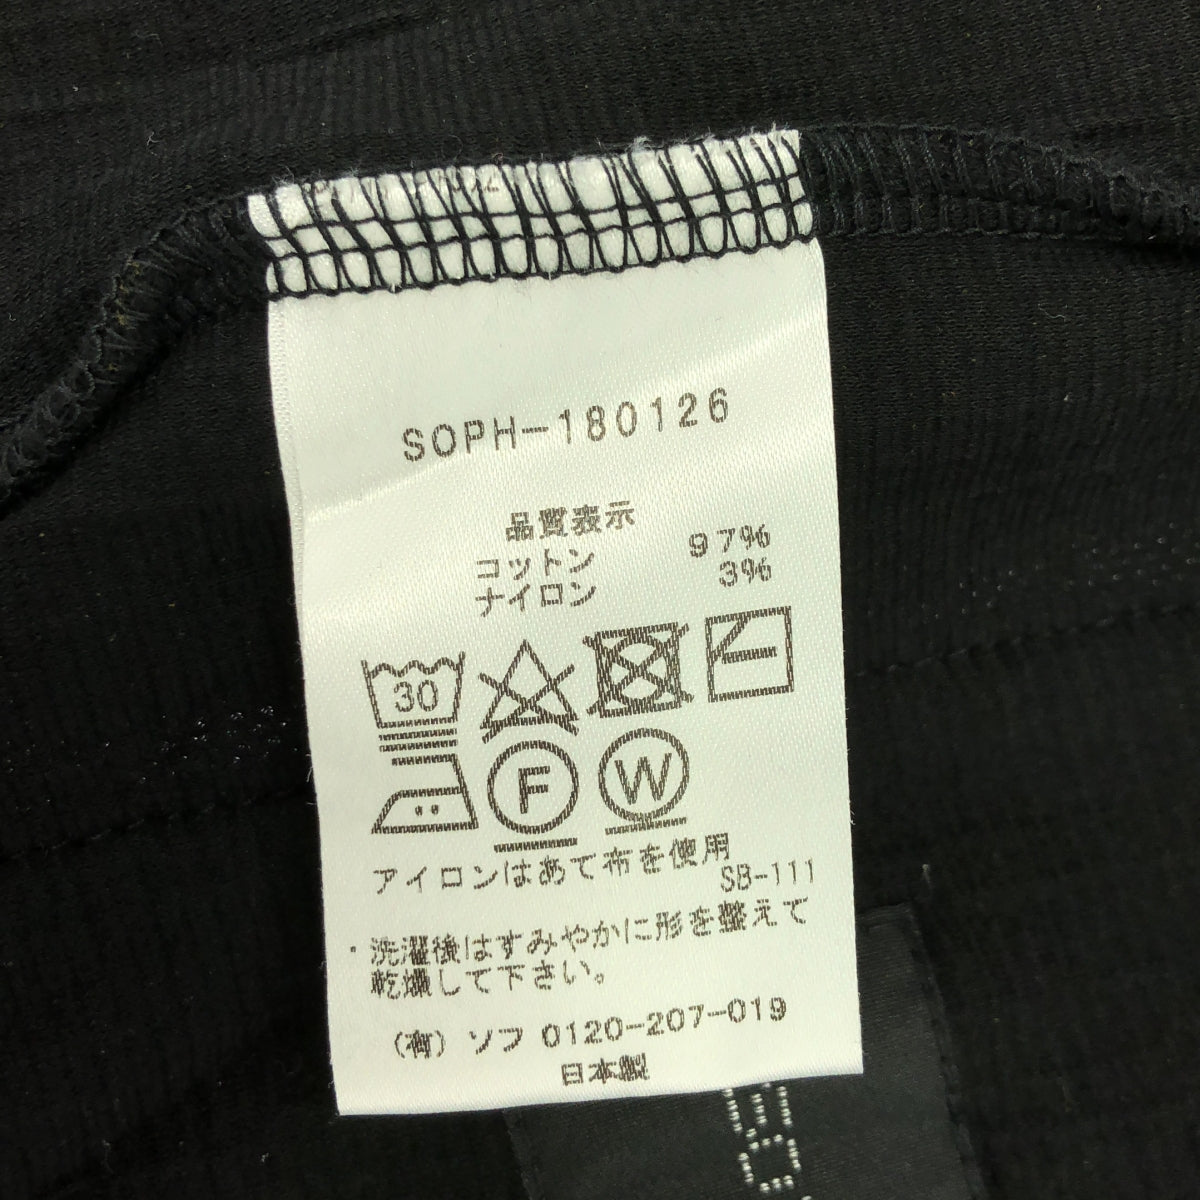 SOPH-180126
品質表示
コットン 97%
ナイロン 3%
30
F W
アイロンはあて布を使用
SB-111
・洗濯後はすみやかに形を整えて
乾燥して下さい。
(有) ソフ 0120-207-019
日本製